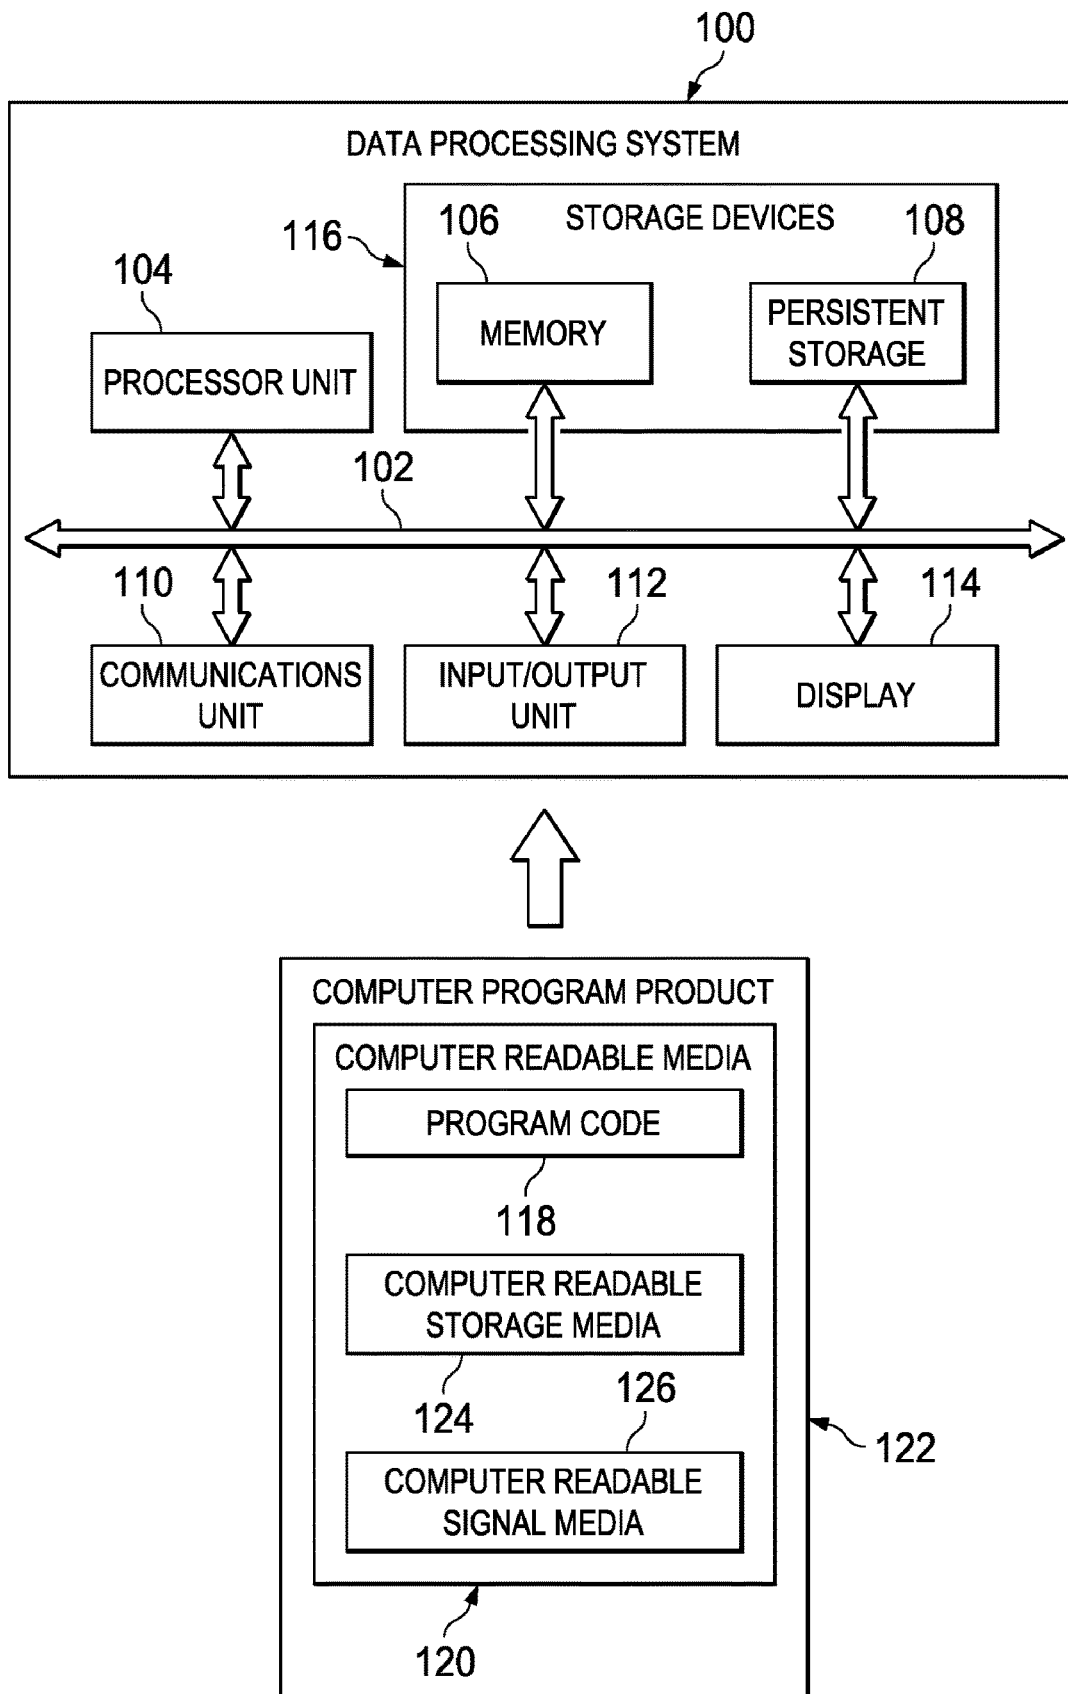 100
DATA PROCESSING SYSTEM
STORAGE DEVICES
116
106
108
104
MEMORY
PERSISTENT
STORAGE
PROCESSOR UNIT
102
110
112
114
COMMUNICATIONS
UNIT
INPUT/OUTPUT
UNIT
DISPLAY
COMPUTER PROGRAM PRODUCT
COMPUTER READABLE MEDIA
PROGRAM CODE
118
COMPUTER READABLE
STORAGE MEDIA
124
126
122
COMPUTER READABLE
SIGNAL MEDIA
120